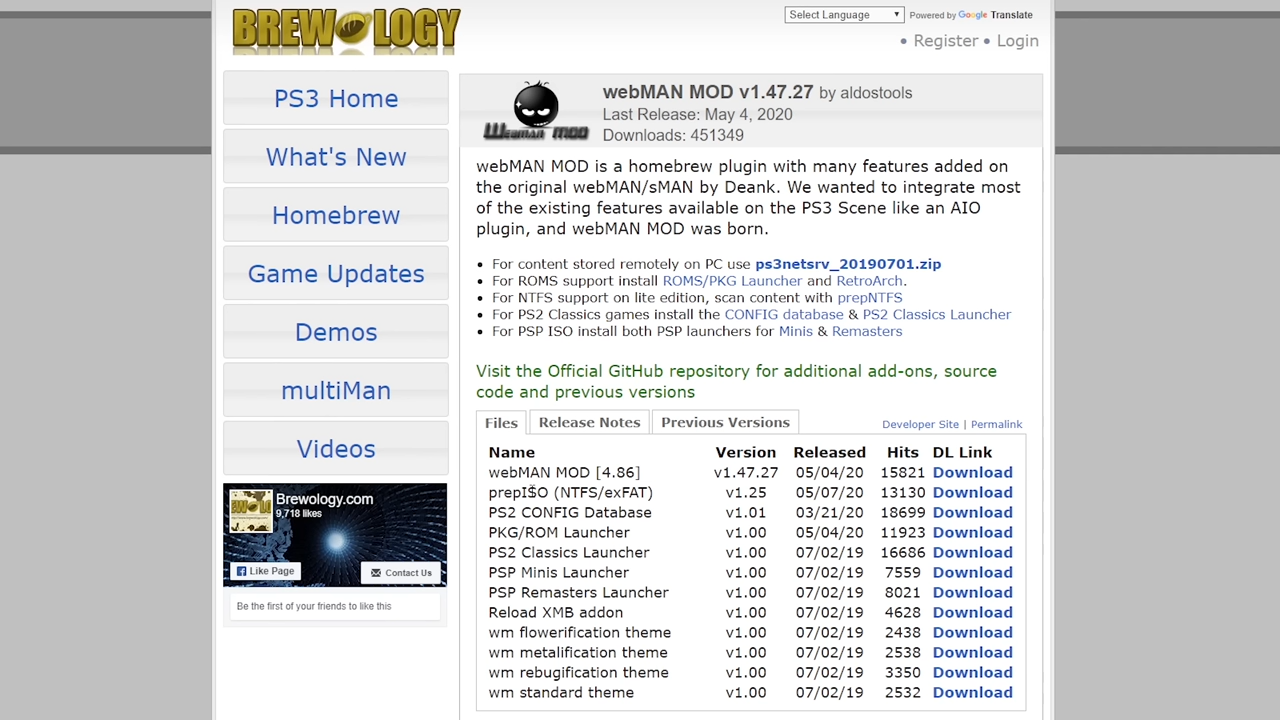 BREWOLOGY
Select Language ▼
Powered by Google Translate
• Register • Login
PS3 Home
What's New
Homebrew
Game Updates
Demos
multiMan
Videos
Brewology.com
9,718 likes
Like Page
Contact Us
Be the first of your friends to like this
webMAN MOD
webMAN MOD v1.47.27 by aldostools
Last Release: May 4, 2020
Downloads: 451349
webMAN MOD is a homebrew plugin with many features added on
the original webMAN/sMAN by Deank. We wanted to integrate most
of the existing features available on the PS3 Scene like an AIO
plugin, and webMAN MOD was born.
• For content stored remotely on PC use ps3netsrv_20190701.zip
• For ROMS support install ROMS/PKG Launcher and RetroArch.
• For NTFS support on lite edition, scan content with prepNTFS
• For PS2 Classics games install the CONFIG database & PS2 Classics Launcher
• For PSP ISO install both PSP launchers for Minis & Remasters
Visit the Official GitHub repository for additional add-ons, source
code and previous versions
Files Release Notes Previous Versions Developer Site | Permalink
Name Version Released Hits DL Link
webMAN MOD [4.86] v1.47.27 05/04/20 15821 Download
prepISO (NTFS/exFAT) v1.25 05/07/20 13130 Download
PS2 CONFIG Database v1.01 03/21/20 18699 Download
PKG/ROM Launcher v1.00 05/04/20 11923 Download
PS2 Classics Launcher v1.00 07/02/19 16686 Download
PSP Minis Launcher v1.00 07/02/19 7559 Download
PSP Remasters Launcher v1.00 07/02/19 8021 Download
Reload XMB addon v1.00 07/02/19 4628 Download
wm flowerification theme v1.00 07/02/19 2438 Download
wm metalification theme v1.00 07/02/19 2538 Download
wm rebugification theme v1.00 07/02/19 3350 Download
wm standard theme v1.00 07/02/19 2532 Download